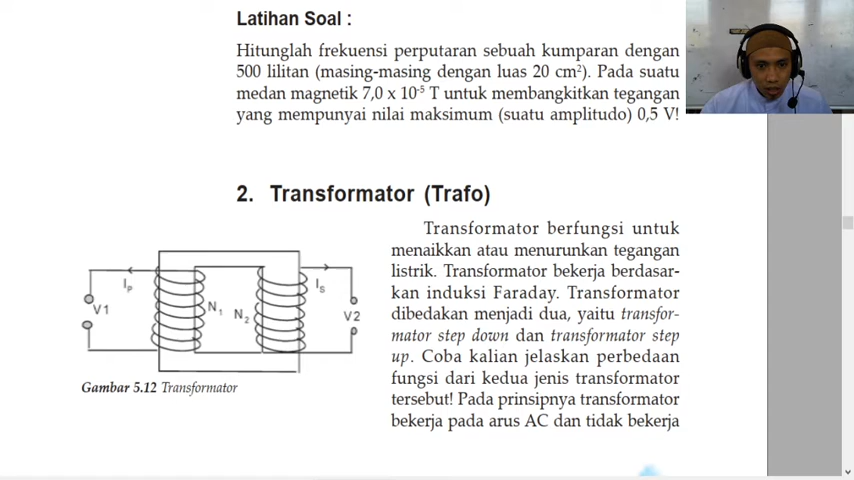 Latihan Soal :
Hitunglah frekuensi perputaran sebuah kumparan dengan
500 lilitan (masing-masing dengan luas 20 cm²). Pada suatu
medan magnetik 7,0 x 10⁻⁵ T untuk membangkitkan tegangan
yang mempunyai nilai maksimum (suatu amplitudo) 0,5 V!
2. Transformator (Trafo)
Transformator berfungsi untuk
menaikkan atau menurunkan tegangan
listrik. Transformator bekerja berdasar-
kan induksi Faraday. Transformator
dibedakan menjadi dua, yaitu transfor-
mator step down dan transformator step
up. Coba kalian jelaskan perbedaan
fungsi dari kedua jenis transformator
tersebut! Pada prinsipnya transformator
bekerja pada arus AC dan tidak bekerja
Iₚ
Iₛ
V1
N₁
N₂
V2
Gambar 5.12 Transformator